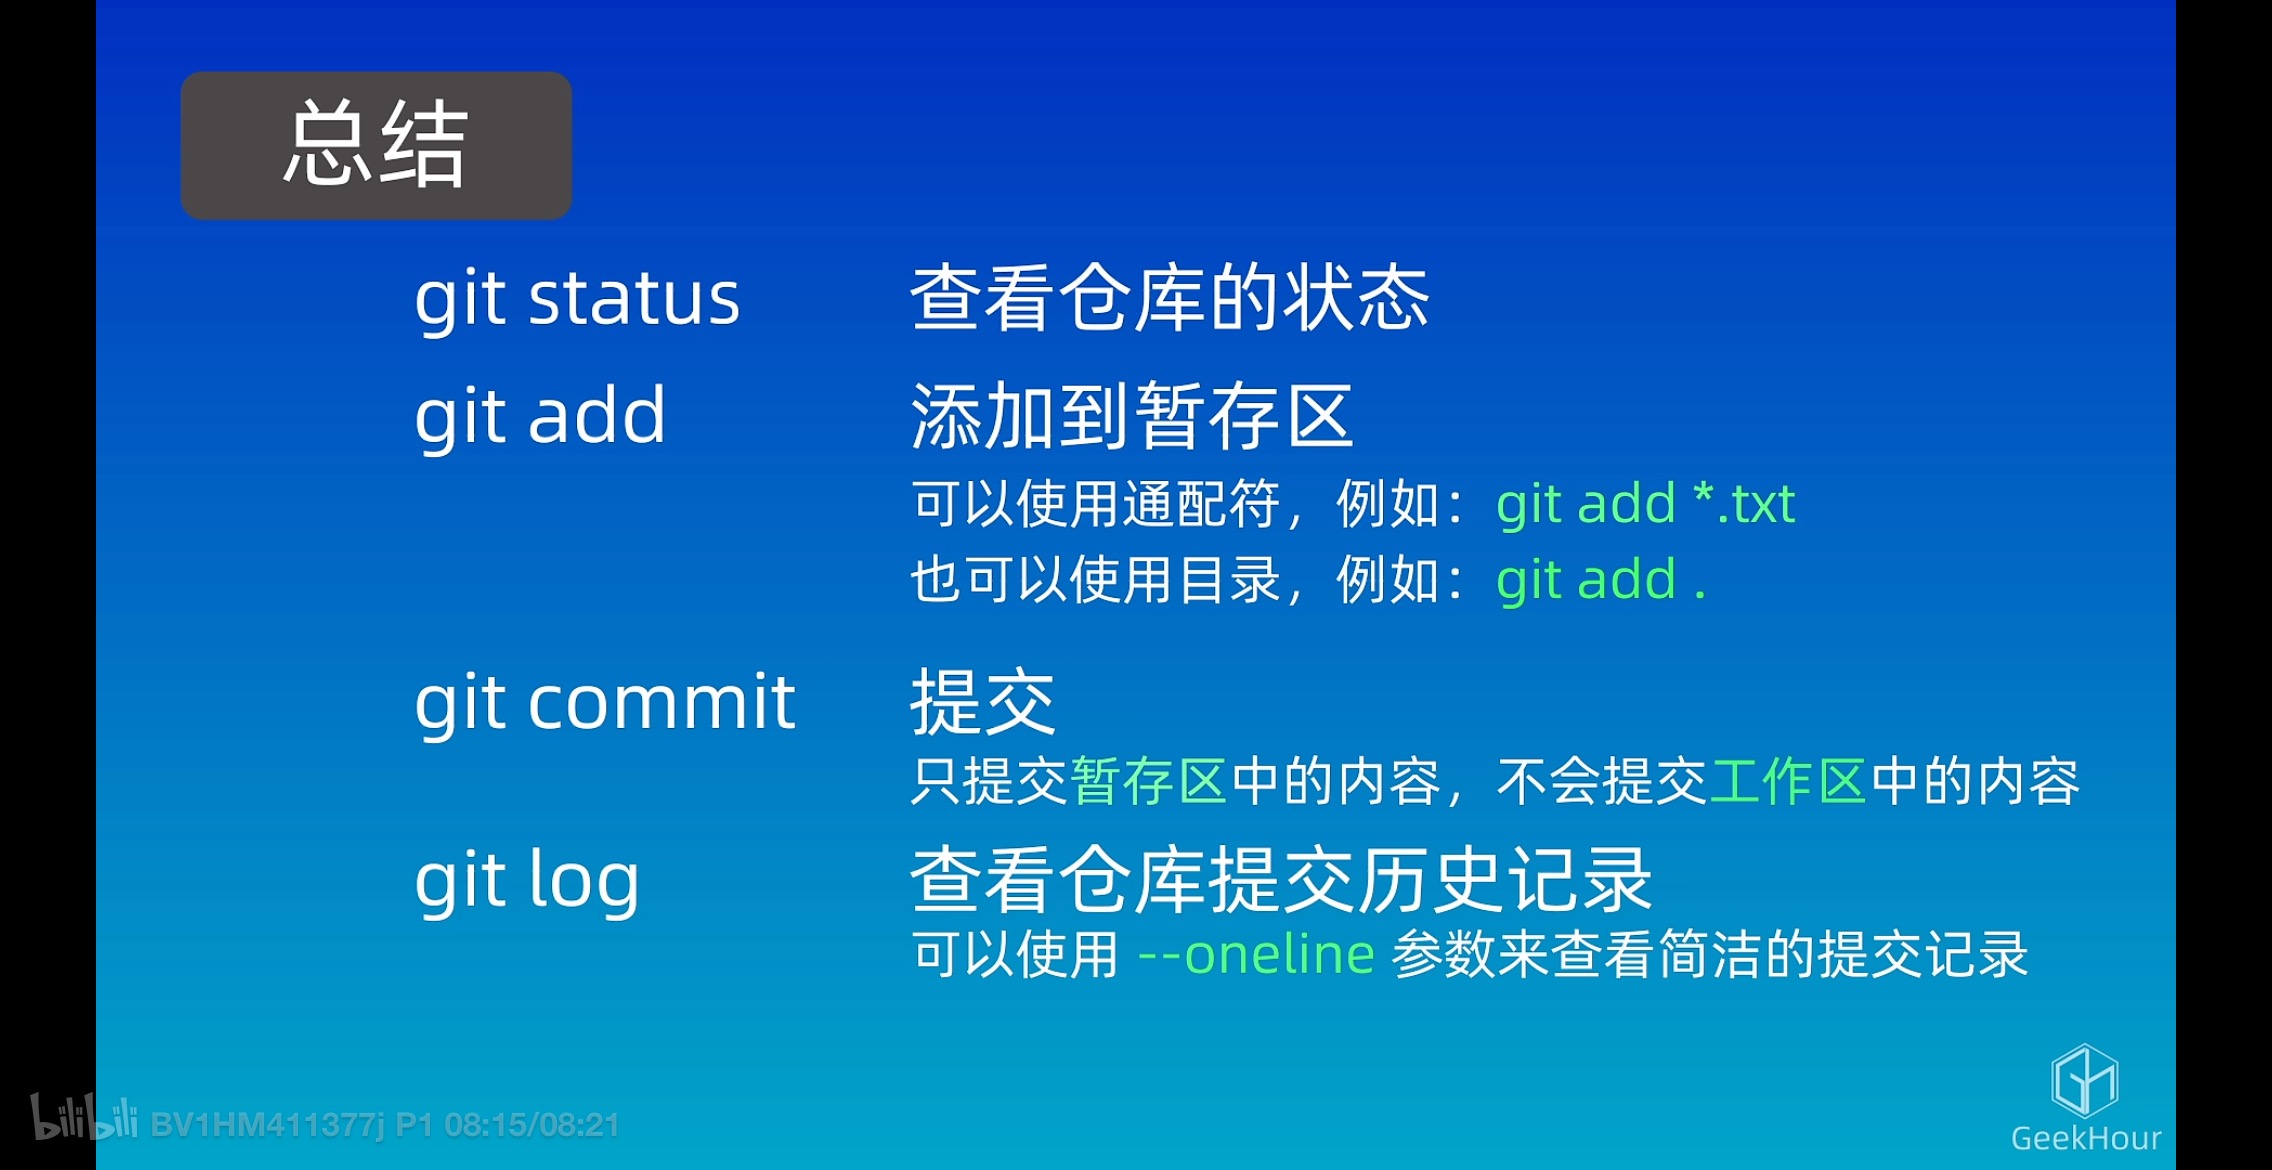 总结
git status 查看仓库的状态
git add 添加到暂存区
可以使用通配符，例如：git add *.txt
也可以使用目录，例如：git add .
git commit 提交
只提交暂存区中的内容，不会提交工作区中的内容
git log 查看仓库提交历史记录
可以使用 --oneline 参数来查看简洁的提交记录
bilibili BV1HM411377j P1 08:15/08:21
GeekHour